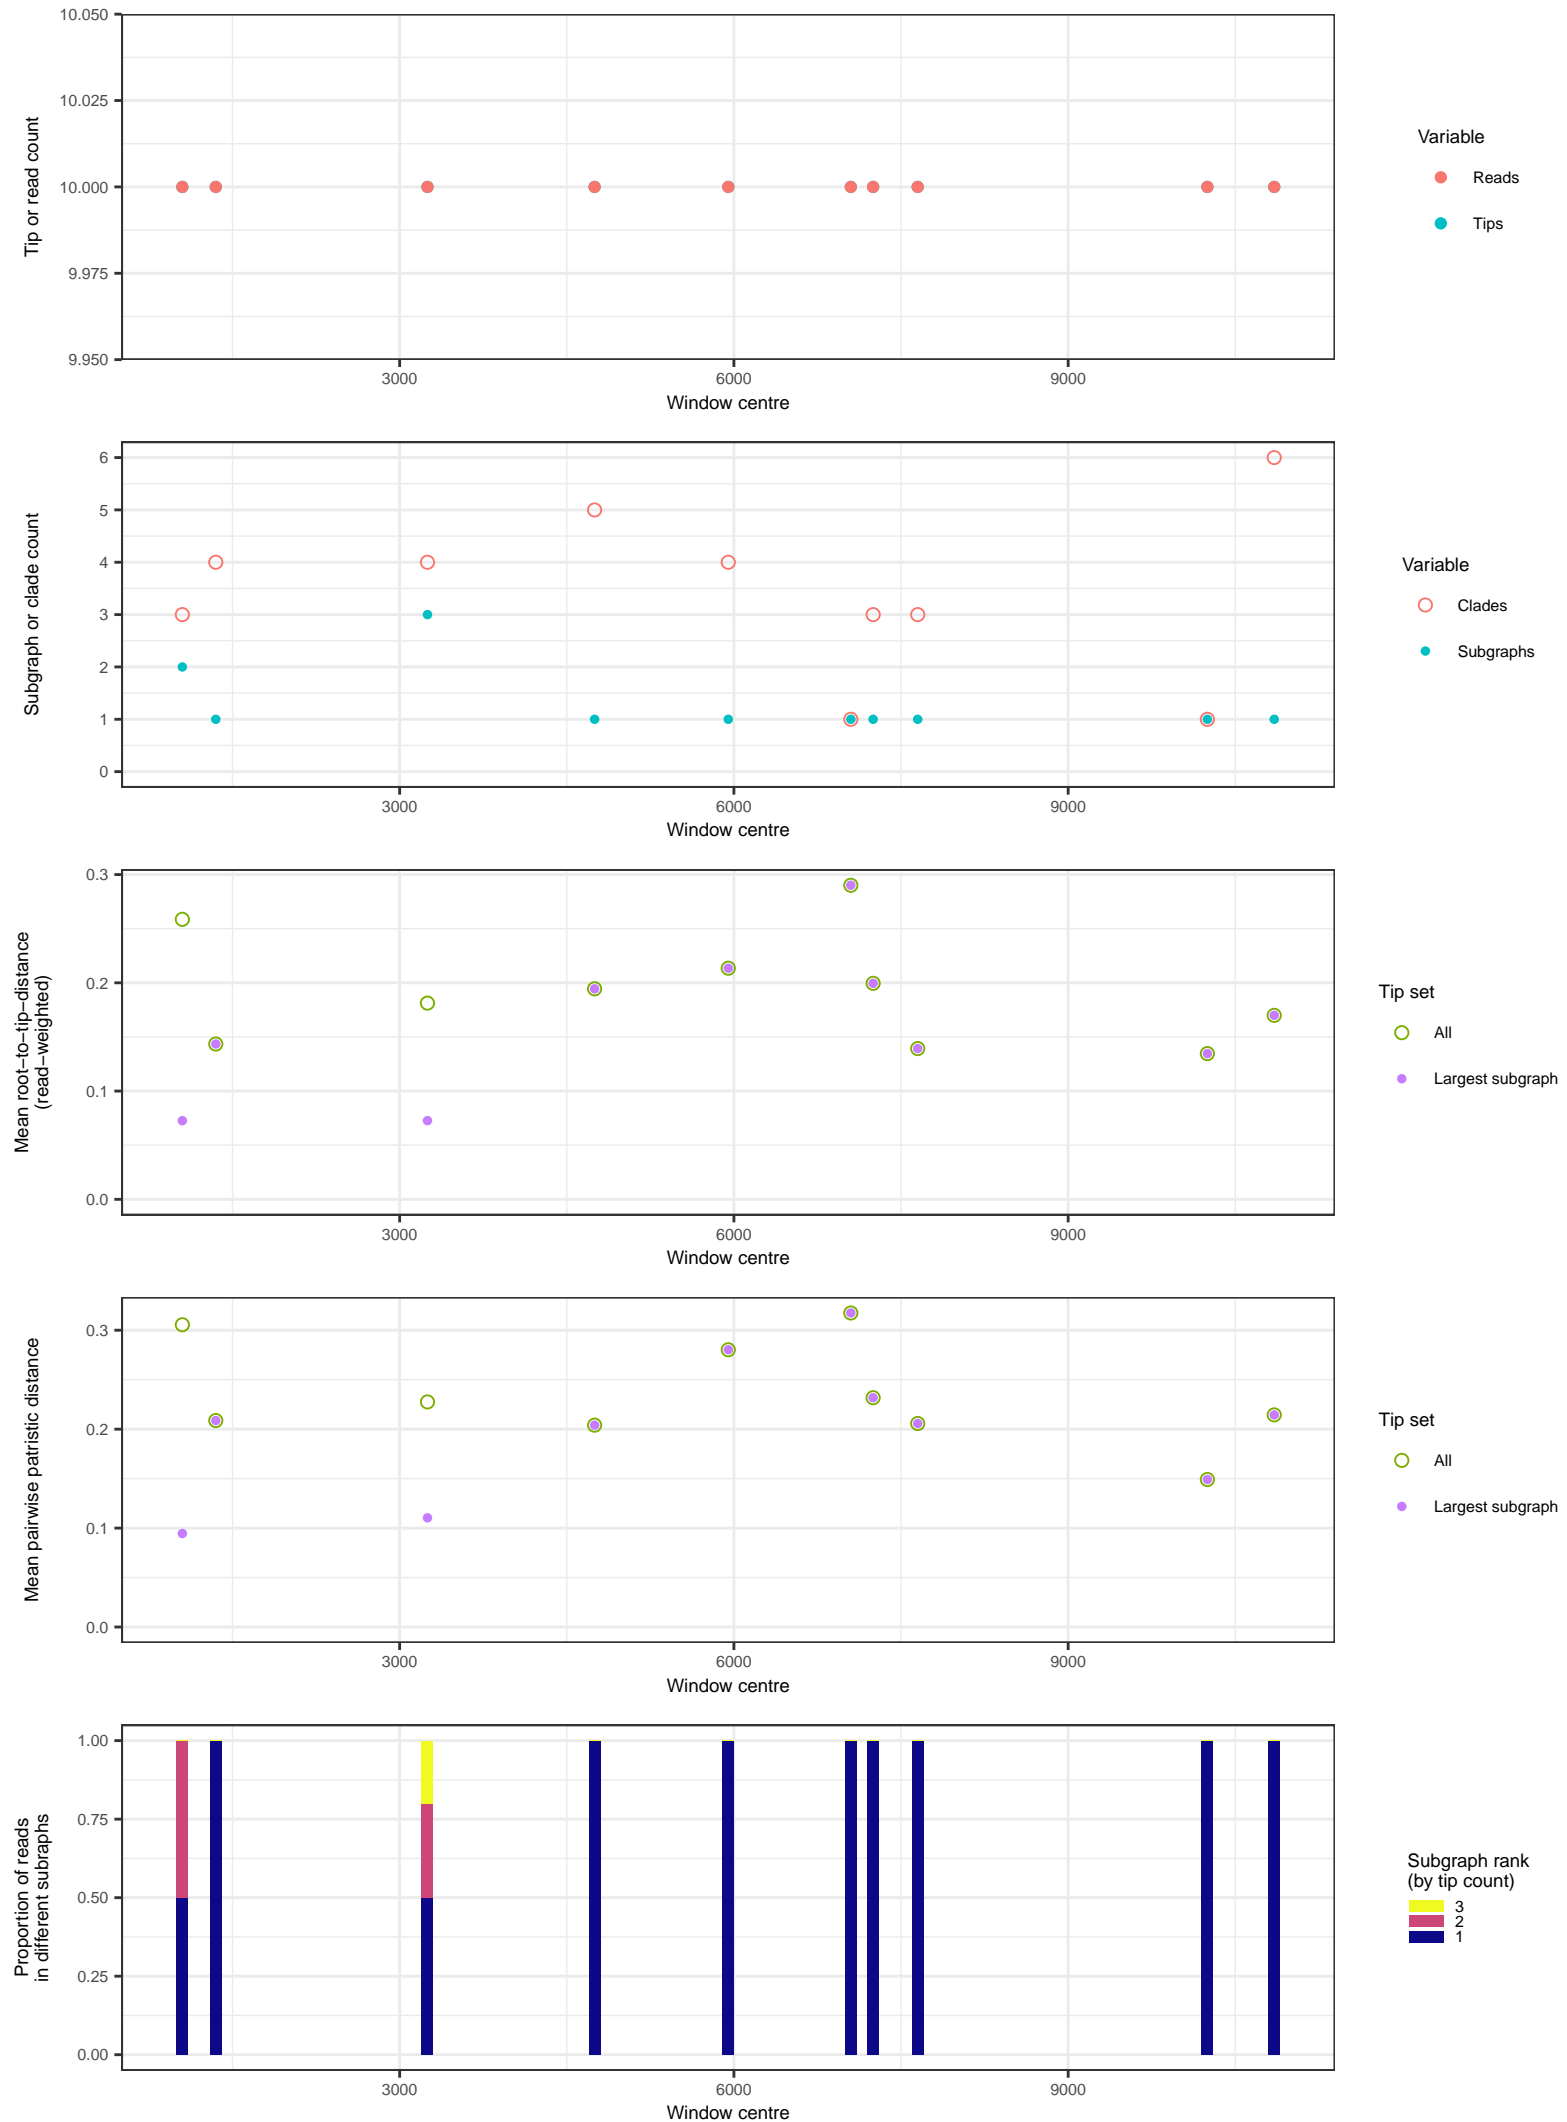 10.050
10.025
10.000
9.975
9.950
Tip or read count
3000 6000 9000
Window centre
Variable
Reads
Tips
6
5
4
3
2
1
0
Subgraph or clade count
3000 6000 9000
Window centre
Variable
Clades
Subgraphs
0.3
0.2
0.1
0.0
Mean root−to−tip−distance
(read−weighted)
3000 6000 9000
Window centre
Tip set
All
Largest subgraph
0.3
0.2
0.1
0.0
Mean pairwise patristic distance
3000 6000 9000
Window centre
Tip set
All
Largest subgraph
1.00
0.75
0.50
0.25
0.00
Proportion of reads
in different subraphs
3000 6000 9000
Window centre
Subgraph rank
(by tip count)
3
2
1